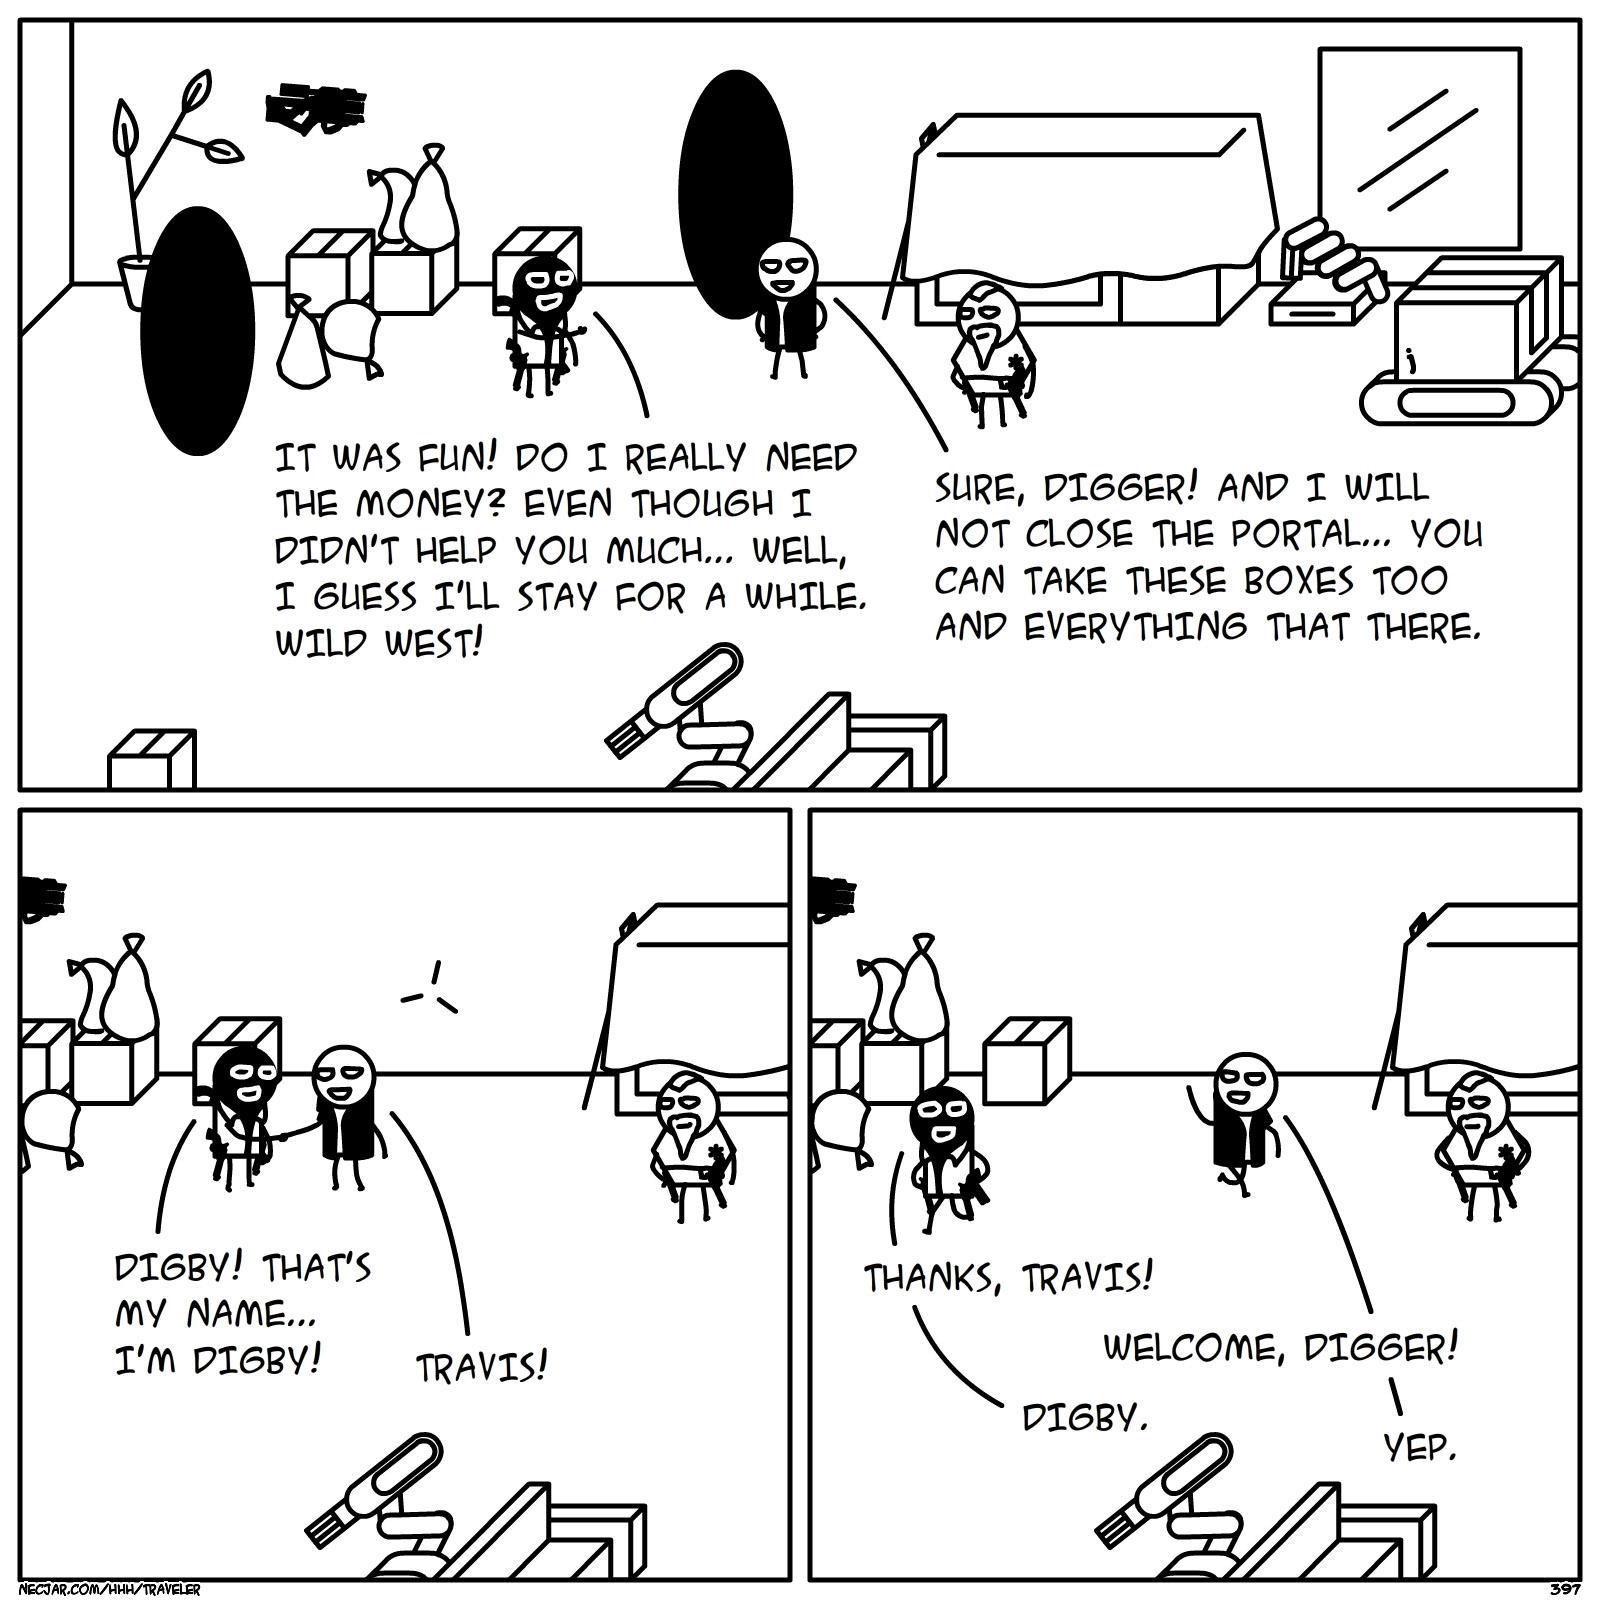 IT WAS FUN! DO I REALLY NEED
THE MONEY? EVEN THOUGH I
DIDN'T HELP YOU MUCH... WELL,
I GUESS I'LL STAY FOR A WHILE.
WILD WEST!
SURE, DIGGER! AND I WILL
NOT CLOSE THE PORTAL... YOU
CAN TAKE THESE BOXES TOO
AND EVERYTHING THAT THERE.
DIGBY! THAT'S
MY NAME...
I'M DIGBY!
TRAVIS!
THANKS, TRAVIS!
WELCOME, DIGGER!
DIGBY.
YEP.
NECJAR.COM/HHH/TRAVELER
397